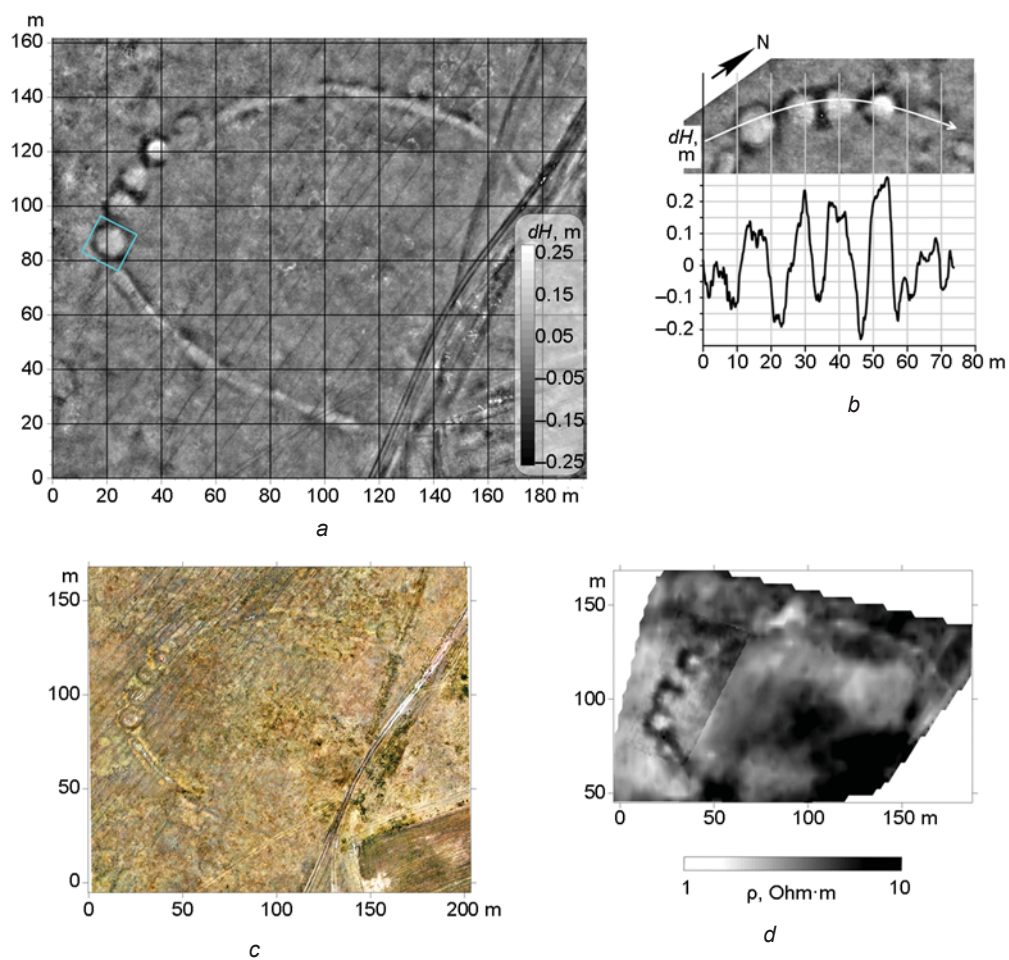 m
160
140
120
100
80
60
40
20
0
0 20 40 60 80 100 120 140 160 180 m
dH, m
0.25
0.15
0.05
–0.05
–0.15
–0.25
a
N
dH,
m
0.2
0.1
0
–0.1
–0.2
0 10 20 30 40 50 60 70 80 m
b
m
150
100
50
0
0 50 100 150 200 m
c
m
150
100
50
0 50 100 150 m
1 10
ρ, Ohm·m
d